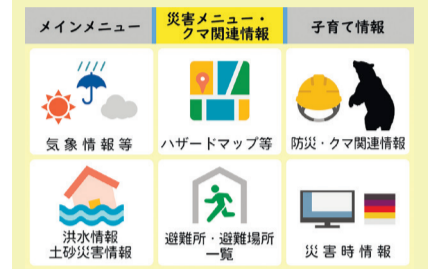 メインメニュー
災害メニュー・
クマ関連情報
子育て情報
気象情報等
ハザードマップ等
防災・クマ関連情報
洪水情報
土砂災害情報
避難所・避難場所
一覧
災害時情報